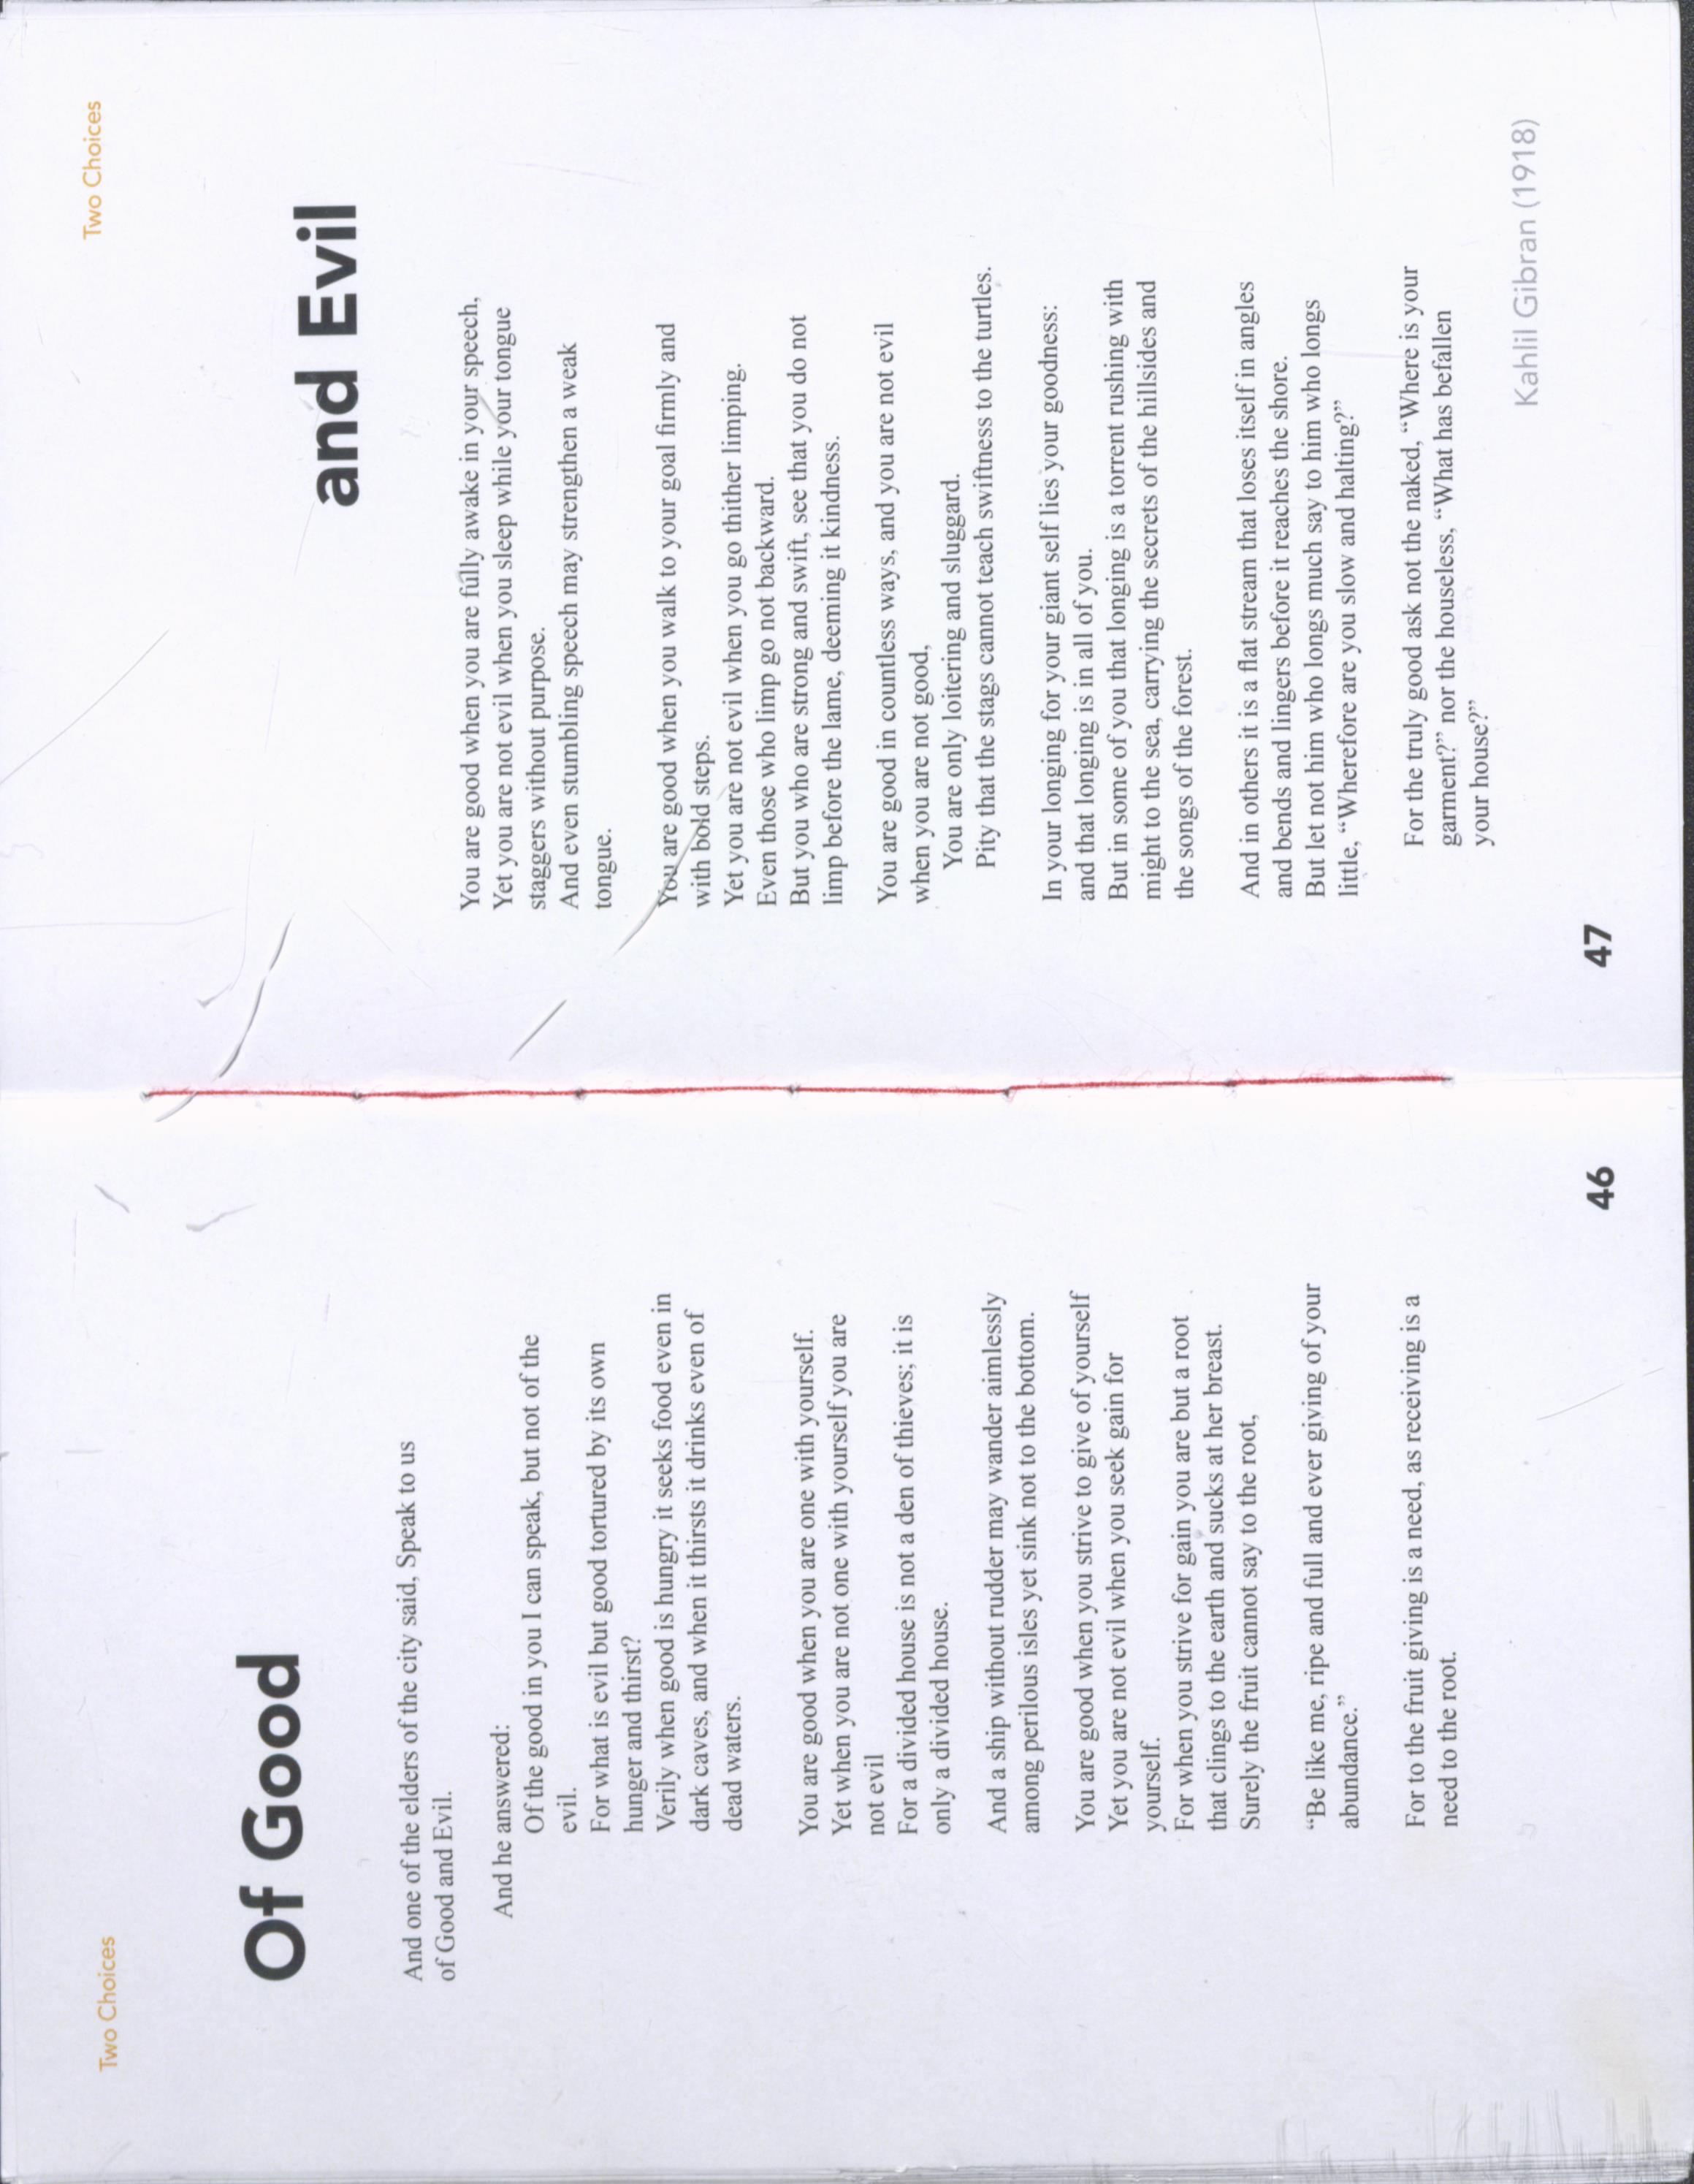 Two Choices
Of Good
And one of the elders of the city said, Speak to us
of Good and Evil.
And he answered:
Of the good in you I can speak, but not of the
evil.
For what is evil but good tortured by its own
hunger and thirst?
Verily when good is hungry it seeks food even in
dark caves, and when it thirsts it drinks even of
dead waters.
You are good when you are one with yourself.
Yet when you are not one with yourself you are
not evil
For a divided house is not a den of thieves; it is
only a divided house.
And a ship without rudder may wander aimlessly
among perilous isles yet sink not to the bottom.
You are good when you strive to give of yourself
Yet you are not evil when you seek gain for
yourself.
For when you strive for gain you are but a root
that clings to the earth and sucks at her breast.
Surely the fruit cannot say to the root,
“Be like me, ripe and full and ever giving of your
abundance.”
For to the fruit giving is a need, as receiving is a
need to the root.
46
Two Choices
and Evil
You are good when you are fully awake in your speech,
Yet you are not evil when you sleep while your tongue
staggers without purpose.
And even stumbling speech may strengthen a weak
tongue.
You are good when you walk to your goal firmly and
with bold steps.
Yet you are not evil when you go thither limping.
Even those who limp go not backward.
But you who are strong and swift, see that you do not
limp before the lame, deeming it kindness.
You are good in countless ways, and you are not evil
when you are not good,
You are only loitering and sluggard.
Pity that the stags cannot teach swiftness to the turtles.
In your longing for your giant self lies your goodness:
and that longing is in all of you.
But in some of you that longing is a torrent rushing with
might to the sea, carrying the secrets of the hillsides and
the songs of the forest.
And in others it is a flat stream that loses itself in angles
and bends and lingers before it reaches the shore.
But let not him who longs much say to him who longs
little, “Wherefore are you slow and halting?”
For the truly good ask not the naked, “Where is your
garment?” nor the houseless, “What has befallen
your house?”
Kahlil Gibran (1918)
47